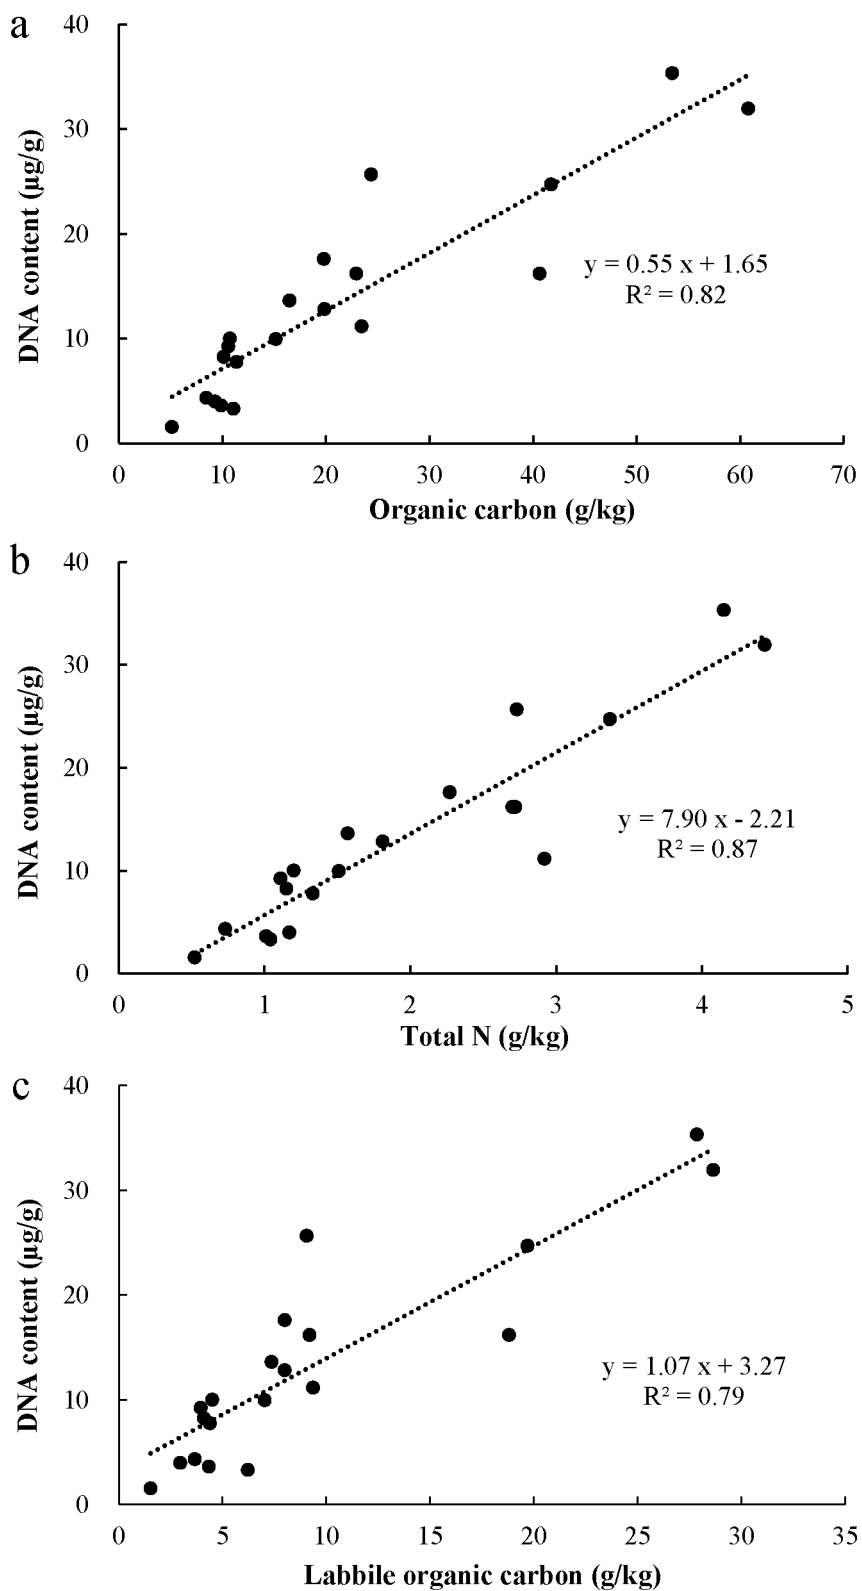 a
40
30
20
10
0
DNA content (µg/g)
y = 0.55 x + 1.65
R² = 0.82
0 10 20 30 40 50 60 70
Organic carbon (g/kg)
b
40
30
20
10
0
DNA content (µg/g)
y = 7.90 x - 2.21
R² = 0.87
0 1 2 3 4 5
Total N (g/kg)
c
40
30
20
10
0
DNA content (µg/g)
y = 1.07 x + 3.27
R² = 0.79
0 5 10 15 20 25 30 35
Labbile organic carbon (g/kg)